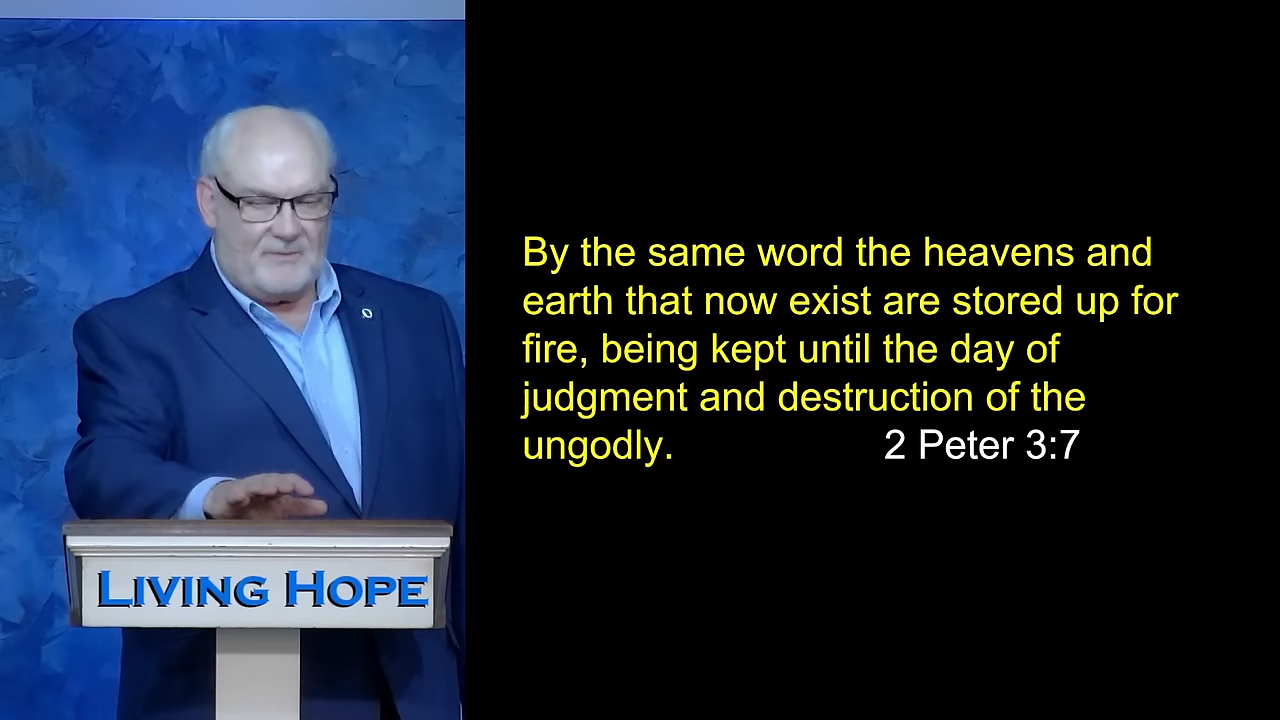 LIVING HOPE
By the same word the heavens and
earth that now exist are stored up for
fire, being kept until the day of
judgment and destruction of the
ungodly. 2 Peter 3:7